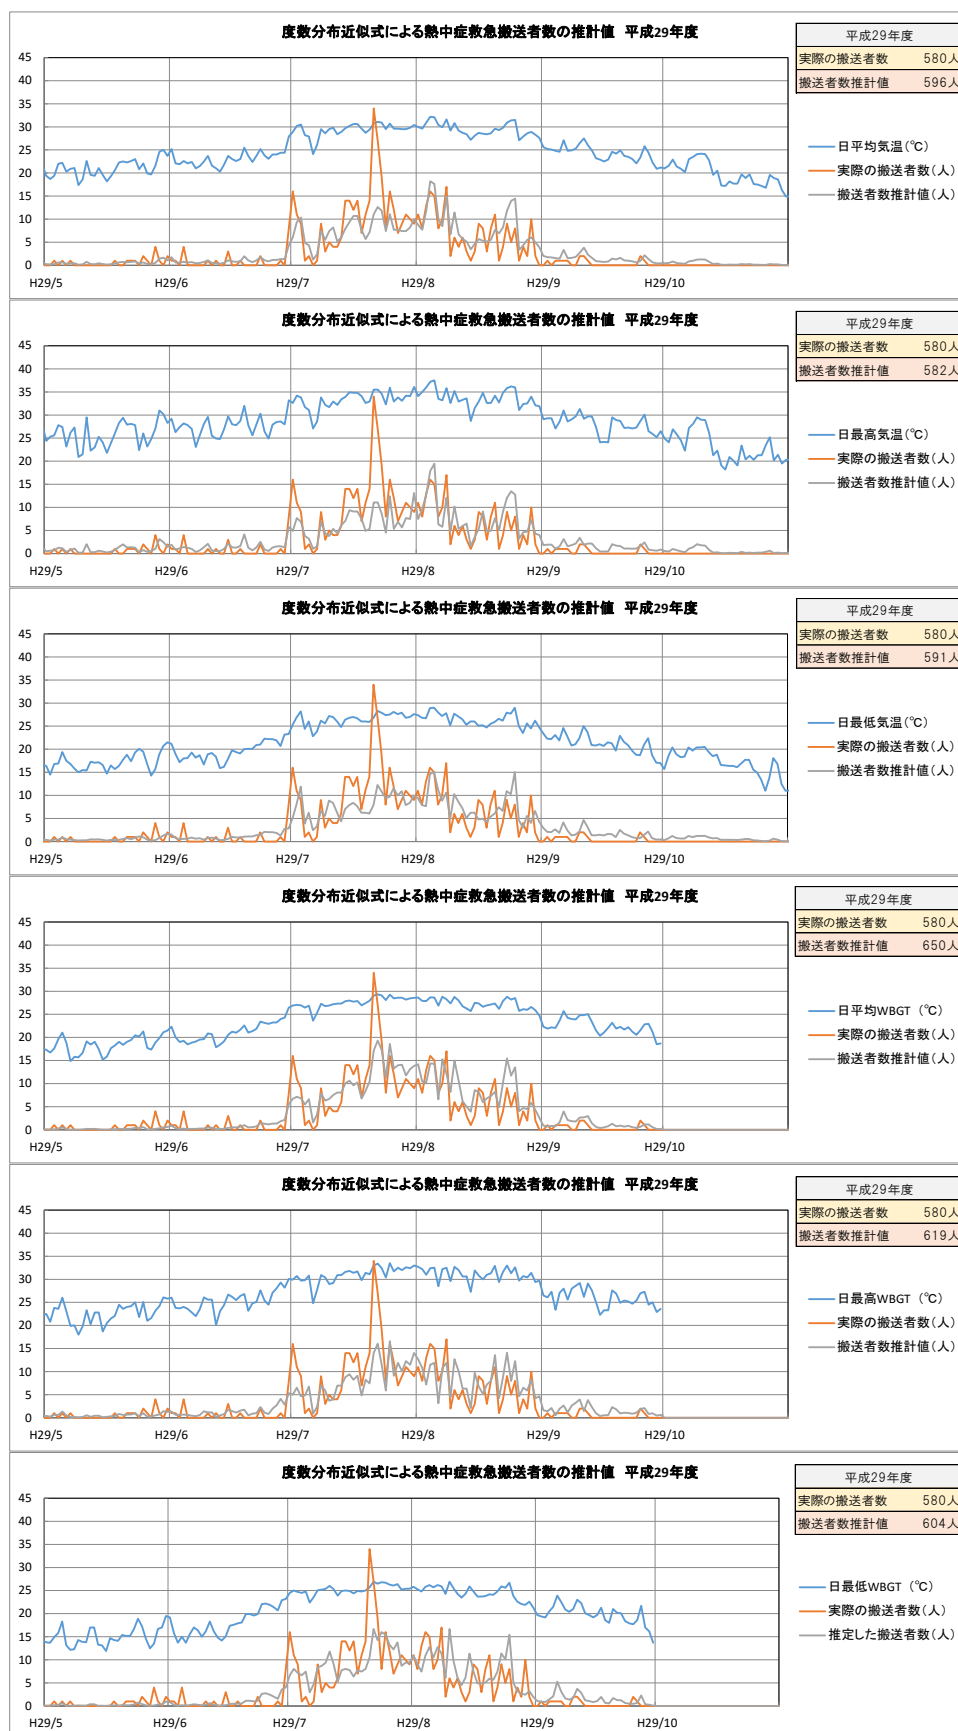 度数分布近似式による熱中症救急搬送者数の推計値 平成29年度
平成29年度
実際の搬送者数 580人
搬送者数推計値 596人
45
40
35
30
25
20
15
10
5
0
H29/5 H29/6 H29/7 H29/8 H29/9 H29/10
日平均気温(℃)
実際の搬送者数(人)
搬送者数推計値(人)
度数分布近似式による熱中症救急搬送者数の推計値 平成29年度
平成29年度
実際の搬送者数 580人
搬送者数推計値 582人
45
40
35
30
25
20
15
10
5
0
H29/5 H29/6 H29/7 H29/8 H29/9 H29/10
日最高気温(℃)
実際の搬送者数(人)
搬送者数推計値(人)
度数分布近似式による熱中症救急搬送者数の推計値 平成29年度
平成29年度
実際の搬送者数 580人
搬送者数推計値 591人
45
40
35
30
25
20
15
10
5
0
H29/5 H29/6 H29/7 H29/8 H29/9 H29/10
日最低気温(℃)
実際の搬送者数(人)
搬送者数推計値(人)
度数分布近似式による熱中症救急搬送者数の推計値 平成29年度
平成29年度
実際の搬送者数 580人
搬送者数推計値 650人
45
40
35
30
25
20
15
10
5
0
H29/5 H29/6 H29/7 H29/8 H29/9 H29/10
日平均WBGT (℃)
実際の搬送者数(人)
搬送者数推計値(人)
度数分布近似式による熱中症救急搬送者数の推計値 平成29年度
平成29年度
実際の搬送者数 580人
搬送者数推計値 619人
45
40
35
30
25
20
15
10
5
0
H29/5 H29/6 H29/7 H29/8 H29/9 H29/10
日最高WBGT (℃)
実際の搬送者数(人)
搬送者数推計値(人)
度数分布近似式による熱中症救急搬送者数の推計値 平成29年度
平成29年度
実際の搬送者数 580人
搬送者数推計値 604人
45
40
35
30
25
20
15
10
5
0
H29/5 H29/6 H29/7 H29/8 H29/9 H29/10
日最低WBGT (℃)
実際の搬送者数(人)
推定した搬送者数(人)